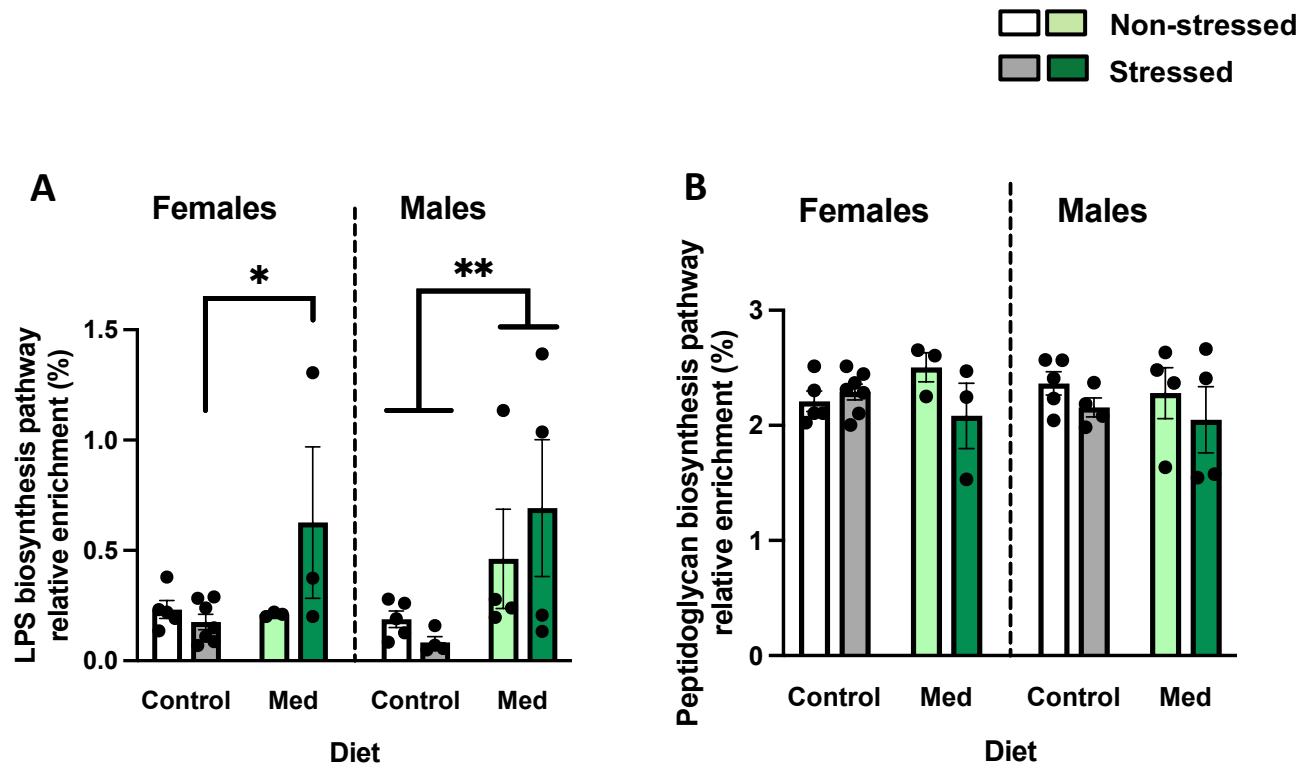 Non-stressed
Stressed
A
Females
Males
*
**
LPS biosynthesis pathway
relative enrichment (%)
1.5
1.0
0.5
0.0
Control
Med
Control
Med
Diet
B
Females
Males
Peptidoglycan biosynthesis pathway
relative enrichment (%)
3
2
1
0
Control
Med
Control
Med
Diet